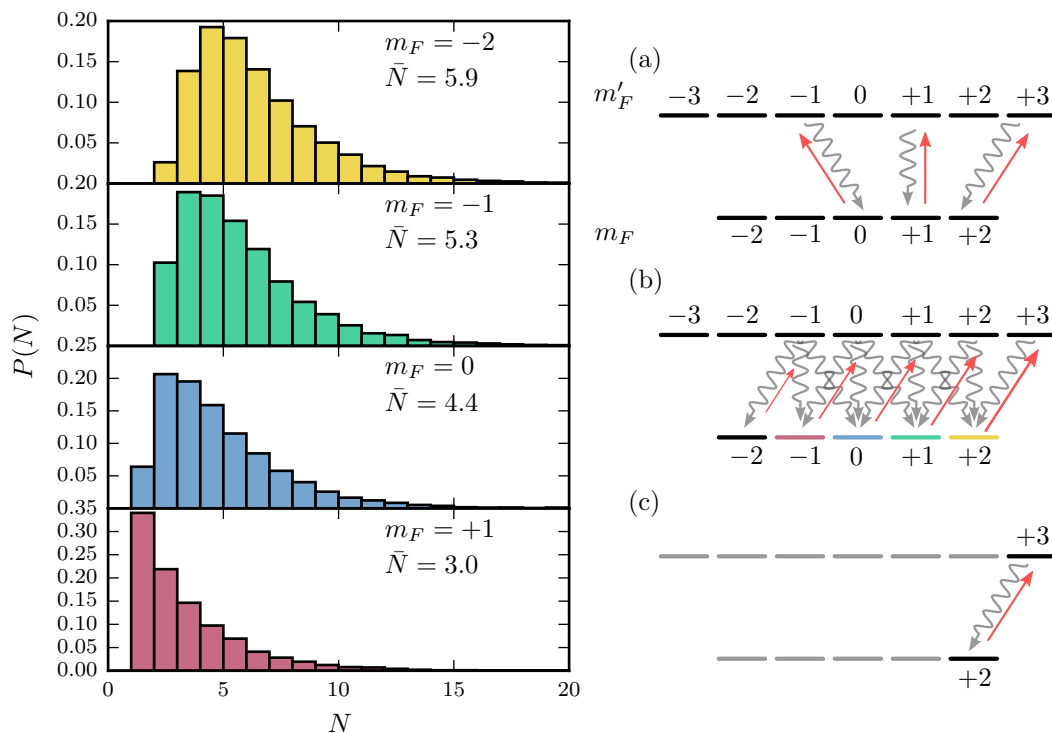 P(N)
0.20
0.15
0.10
0.05
m_F = −2
N̄ = 5.9
0.20
0.15
0.10
0.05
m_F = −1
N̄ = 5.3
0.25
0.20
0.15
0.10
0.05
m_F = 0
N̄ = 4.4
0.35
0.30
0.25
0.20
0.15
0.10
0.05
0.00
m_F = +1
N̄ = 3.0
0 5 10 15 20
N
(a)
m′_F −3 −2 −1 0 +1 +2 +3
m_F −2 −1 0 +1 +2
(b)
−3 −2 −1 0 +1 +2 +3
−2 −1 0 +1 +2
(c)
+3
+2